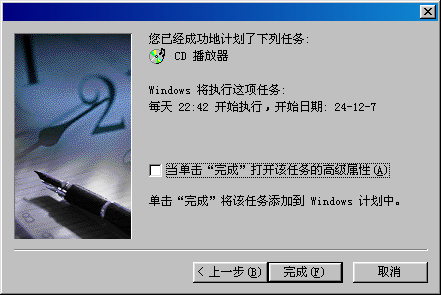 您已经成功地计划了下列任务:
CD 播放器
Windows 将执行这项任务:
每天 22:42 开始执行，开始日期: 24-12-7
当单击“完成”打开该任务的高级属性(A)
单击“完成”将该任务添加到 Windows 计划中。
< 上一步(B) 完成(F) 取消